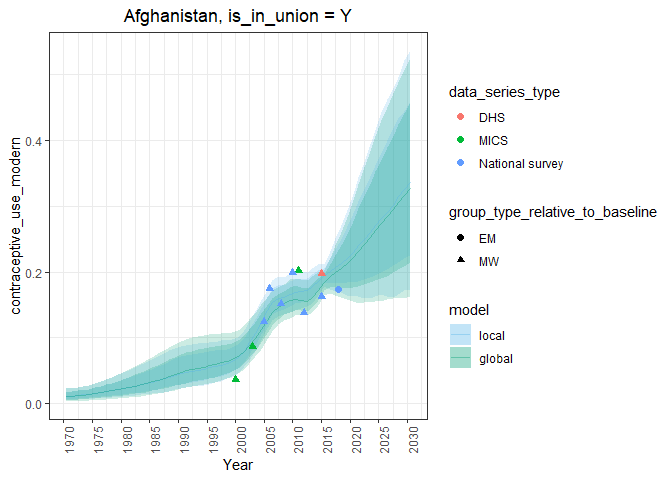 Afghanistan, is_in_union = Y
contraceptive_use_modern
0.4
0.2
0.0
1970
1975
1980
1985
1990
1995
2000
2005
2010
2015
2020
2025
2030
Year
data_series_type
DHS
MICS
National survey
group_type_relative_to_baseline
EM
MW
model
local
global